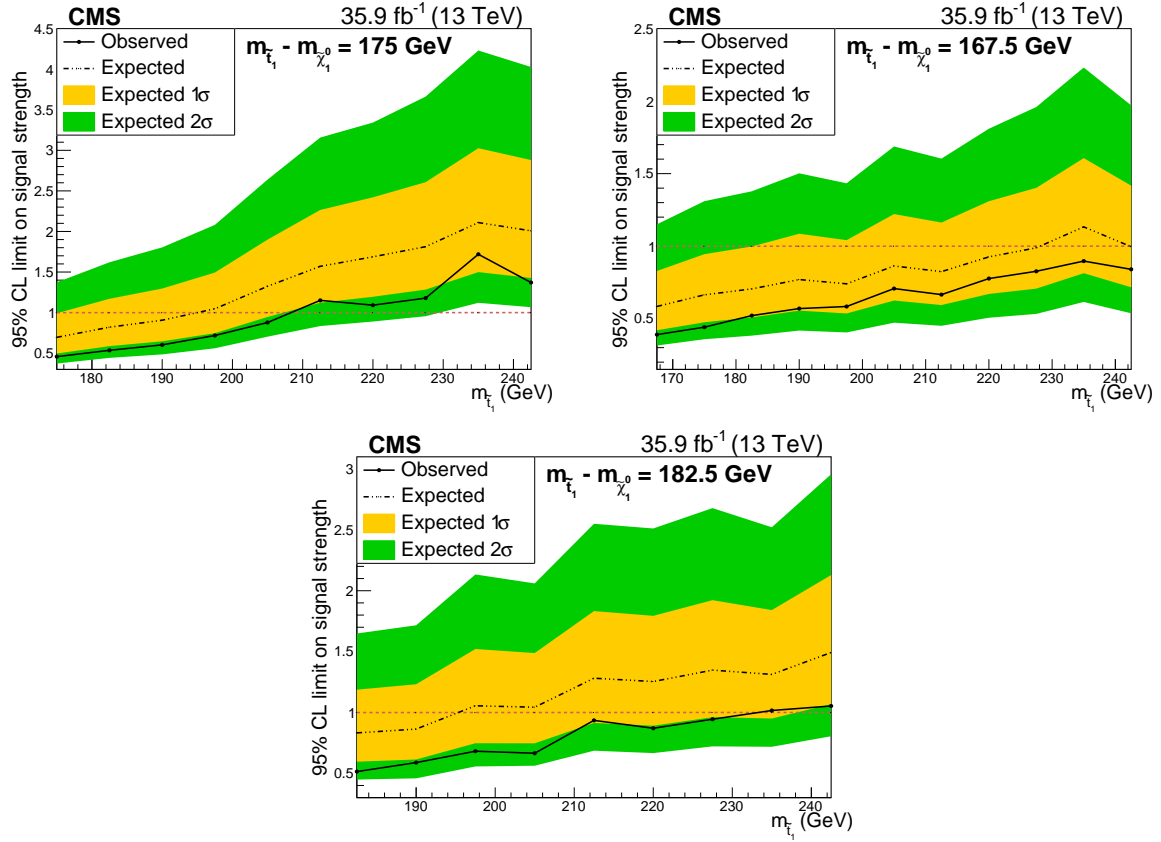 CMS 35.9 fb⁻¹ (13 TeV)
Observed
Expected
Expected 1σ
Expected 2σ
m_t̃₁ - m_χ̃₁⁰ = 175 GeV
95% CL limit on signal strength
4.5
4
3.5
3
2.5
2
1.5
1
0.5
180 190 200 210 220 230 240
m_t̃₁ (GeV)
CMS 35.9 fb⁻¹ (13 TeV)
Observed
Expected
Expected 1σ
Expected 2σ
m_t̃₁ - m_χ̃₁⁰ = 167.5 GeV
95% CL limit on signal strength
2.5
2
1.5
1
0.5
170 180 190 200 210 220 230 240
m_t̃₁ (GeV)
CMS 35.9 fb⁻¹ (13 TeV)
Observed
Expected
Expected 1σ
Expected 2σ
m_t̃₁ - m_χ̃₁⁰ = 182.5 GeV
95% CL limit on signal strength
3
2.5
2
1.5
1
0.5
190 200 210 220 230 240
m_t̃₁ (GeV)